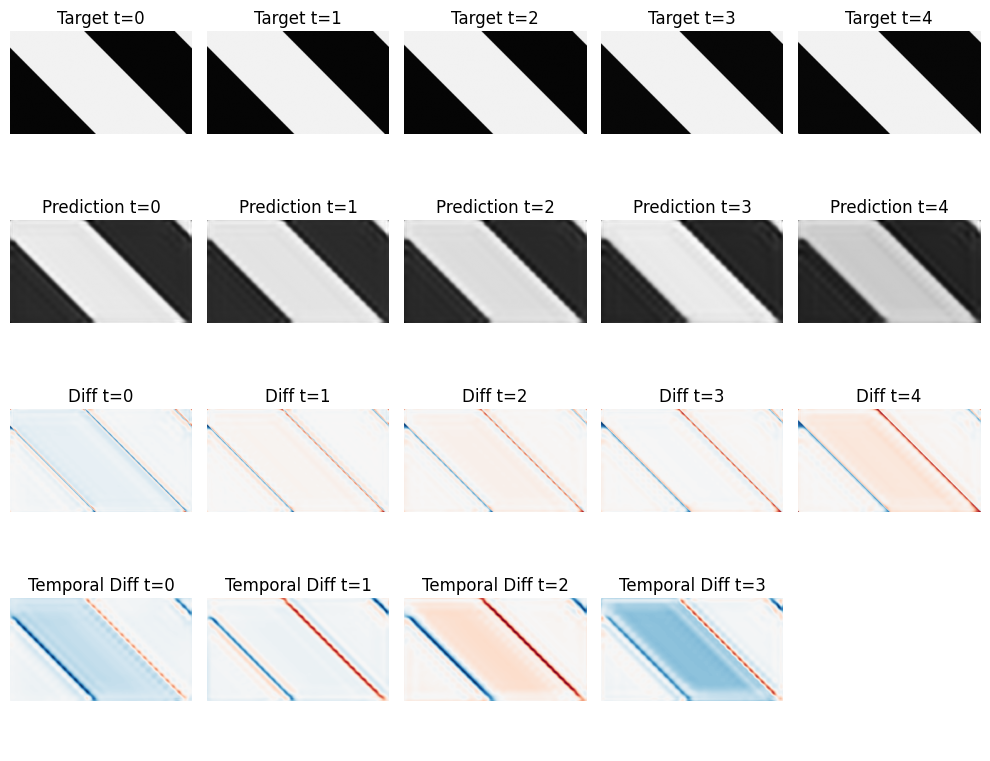 Target t=0 Target t=1 Target t=2 Target t=3 Target t=4
Prediction t=0 Prediction t=1 Prediction t=2 Prediction t=3 Prediction t=4
Diff t=0 Diff t=1 Diff t=2 Diff t=3 Diff t=4
Temporal Diff t=0 Temporal Diff t=1 Temporal Diff t=2 Temporal Diff t=3